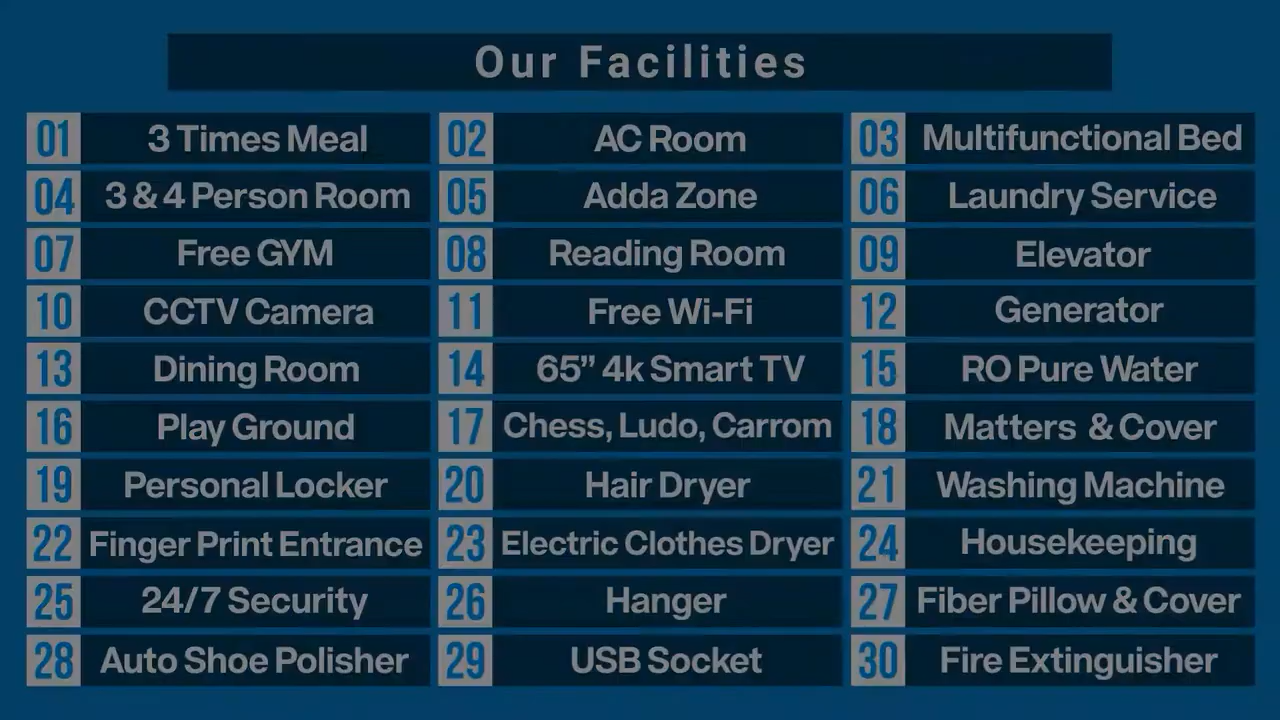 Our Facilities
01 3 Times Meal 02 AC Room 03 Multifunctional Bed
04 3 & 4 Person Room 05 Adda Zone 06 Laundry Service
07 Free GYM 08 Reading Room 09 Elevator
10 CCTV Camera 11 Free Wi-Fi 12 Generator
13 Dining Room 14 65” 4k Smart TV 15 RO Pure Water
16 Play Ground 17 Chess, Ludo, Carrom 18 Matters & Cover
19 Personal Locker 20 Hair Dryer 21 Washing Machine
22 Finger Print Entrance 23 Electric Clothes Dryer 24 Housekeeping
25 24/7 Security 26 Hanger 27 Fiber Pillow & Cover
28 Auto Shoe Polisher 29 USB Socket 30 Fire Extinguisher